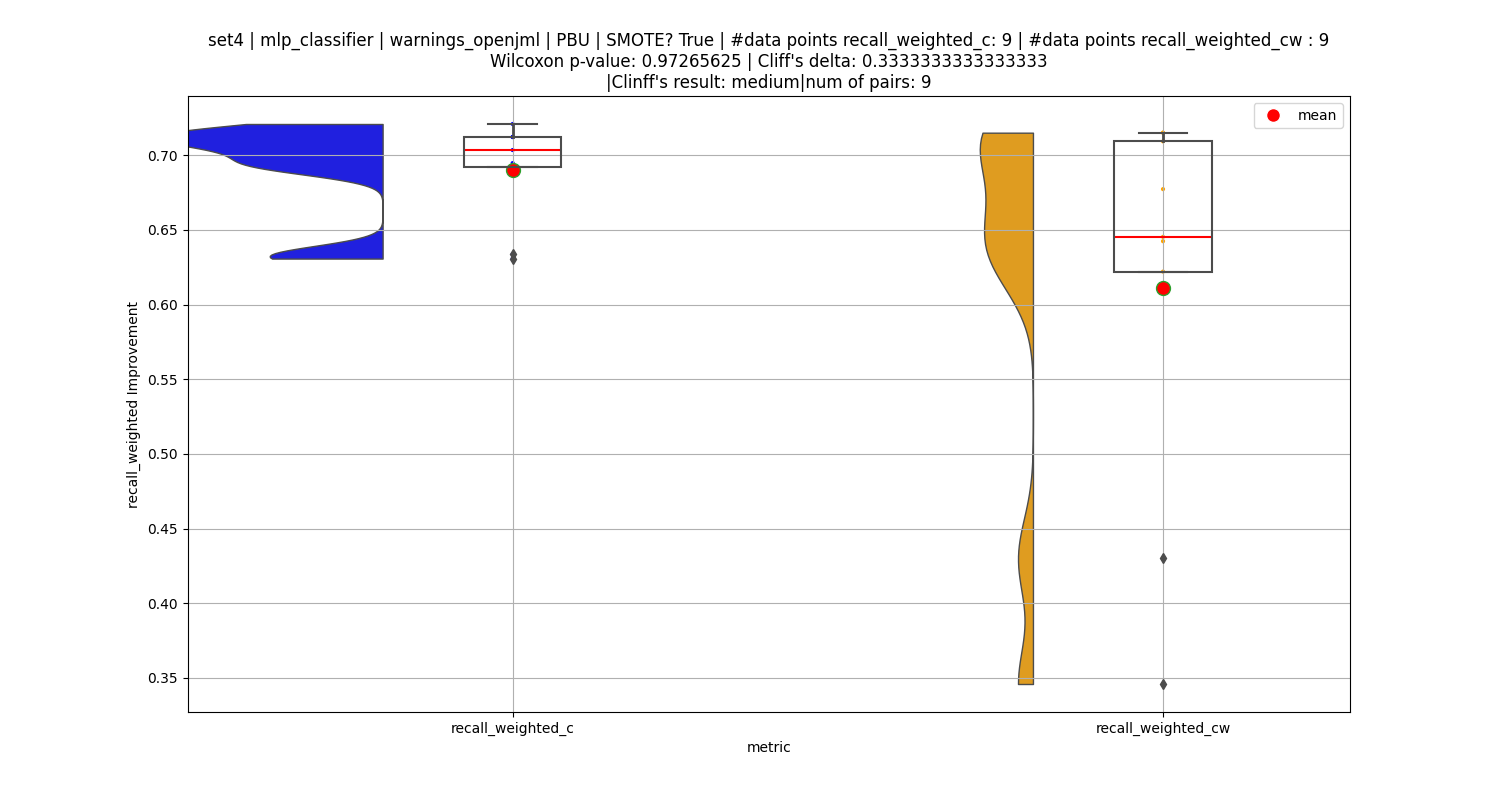 set4 | mlp_classifier | warnings_openjml | PBU | SMOTE? True | #data points recall_weighted_c: 9 | #data points recall_weighted_cw : 9
Wilcoxon p-value: 0.97265625 | Cliff's delta: 0.3333333333333333
|Clinff's result: medium|num of pairs: 9
mean
0.70
0.65
0.60
0.55
0.50
0.45
0.40
0.35
recall_weighted Improvement
recall_weighted_c
recall_weighted_cw
metric